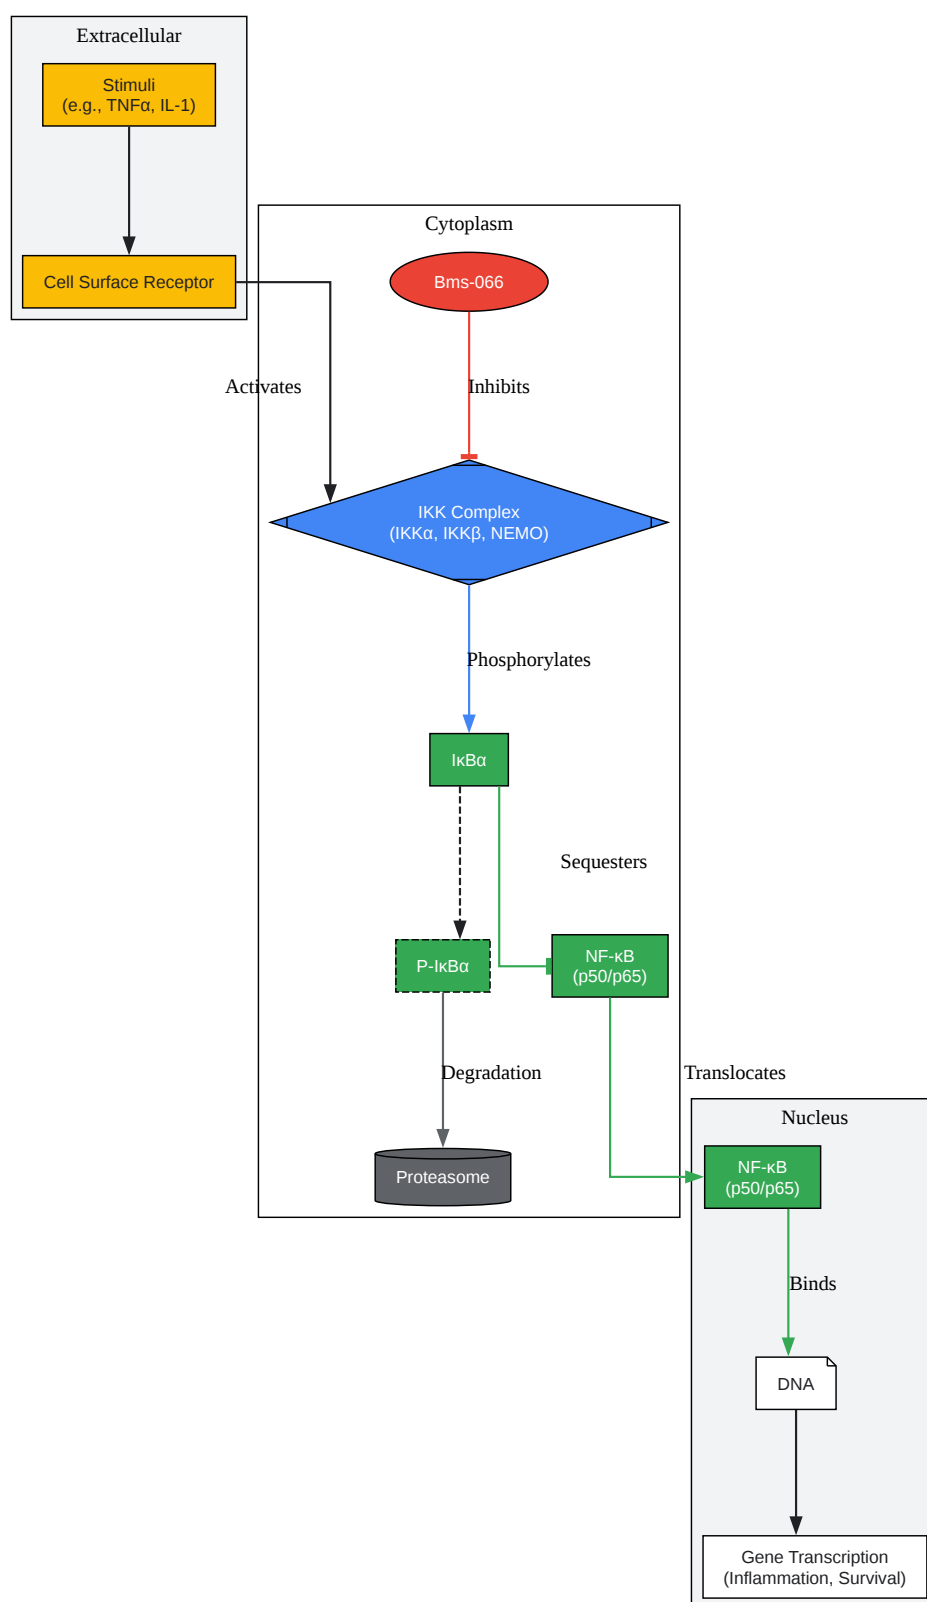 Extracellular
Stimuli
(e.g., TNFα, IL-1)
Cell Surface Receptor
Cytoplasm
Bms-066
Activates
Inhibits
IKK Complex
(IKKα, IKKβ, NEMO)
Phosphorylates
IκBα
Sequesters
P-IκBα
NF-κB
(p50/p65)
Degradation
Translocates
Proteasome
Nucleus
NF-κB
(p50/p65)
Binds
DNA
Gene Transcription
(Inflammation, Survival)